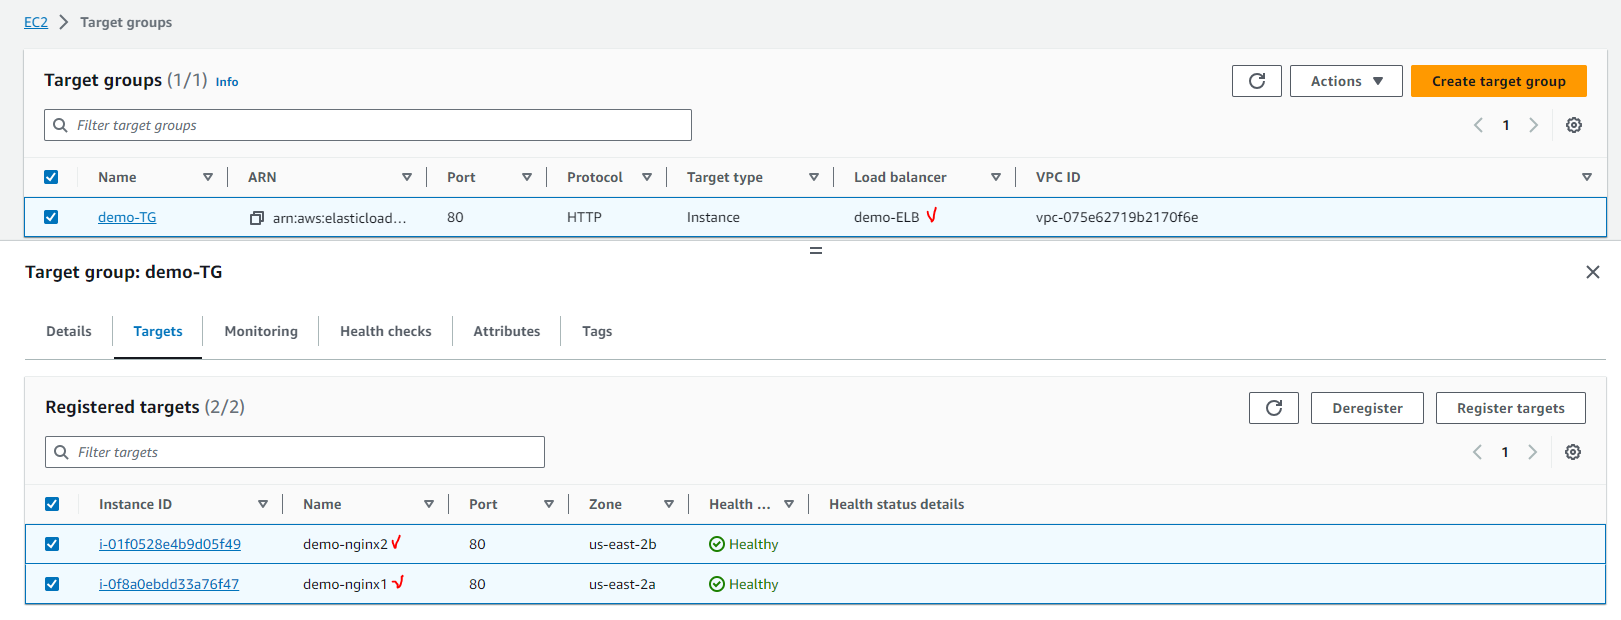 EC2 Target groups
Target groups (1/1) Info
Actions Create target group
Filter target groups
1
Name ARN Port Protocol Target type Load balancer VPC ID
demo-TG arn:aws:elasticload... 80 HTTP Instance demo-ELB vpc-075e62719b2170f6e
Target group: demo-TG
Details Targets Monitoring Health checks Attributes Tags
Registered targets (2/2)
Deregister Register targets
Filter targets
1
Instance ID Name Port Zone Health ... Health status details
i-01f0528e4b9d05f49 demo-nginx2 80 us-east-2b Healthy
i-0f8a0ebdd33a76f47 demo-nginx1 80 us-east-2a Healthy